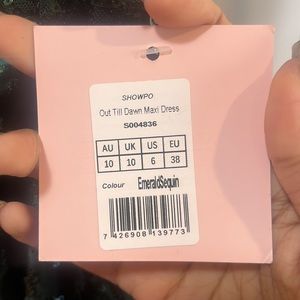 SHOWPO
Out Till Dawn Maxi Dress
S004836
AU UK US EU
10 10 6 38
Colour EmeraldSequin
7 426908 139773